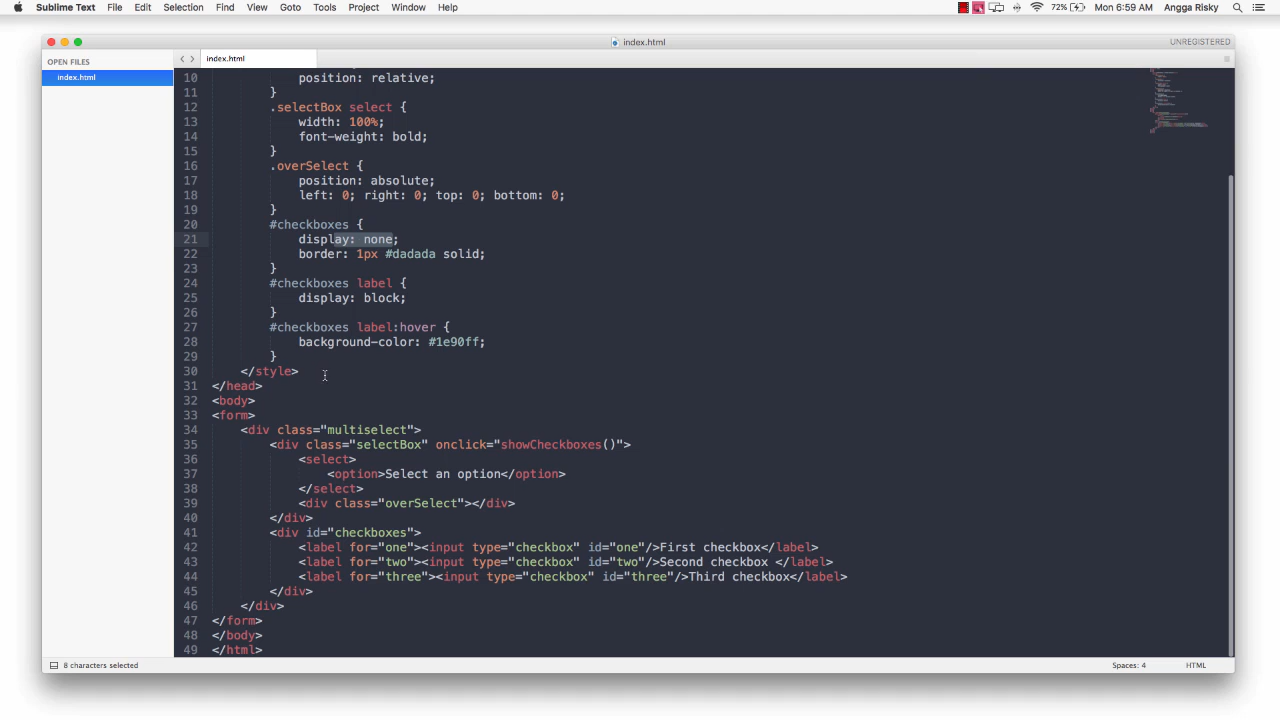 Sublime Text File Edit Selection Find View Goto Tools Project Window Help 72% Mon 6:59 AM Angga Risky
index.html UNREGISTERED
OPEN FILES
index.html
index.html
10 position: relative;
11 }
12 .selectBox select {
13 width: 100%;
14 font-weight: bold;
15 }
16 .overSelect {
17 position: absolute;
18 left: 0; right: 0; top: 0; bottom: 0;
19 }
20 #checkboxes {
21 display: none;
22 border: 1px #dadada solid;
23 }
24 #checkboxes label {
25 display: block;
26 }
27 #checkboxes label:hover {
28 background-color: #1e90ff;
29 }
30 </style>
31 </head>
32 <body>
33 <form>
34 <div class="multiselect">
35 <div class="selectBox" onclick="showCheckboxes()">
36 <select>
37 <option>Select an option</option>
38 </select>
39 <div class="overSelect"></div>
40 </div>
41 <div id="checkboxes">
42 <label for="one"><input type="checkbox" id="one"/>First checkbox</label>
43 <label for="two"><input type="checkbox" id="two"/>Second checkbox </label>
44 <label for="three"><input type="checkbox" id="three"/>Third checkbox</label>
45 </div>
46 </div>
47 </form>
48 </body>
49 </html>
8 characters selected Spaces: 4 HTML